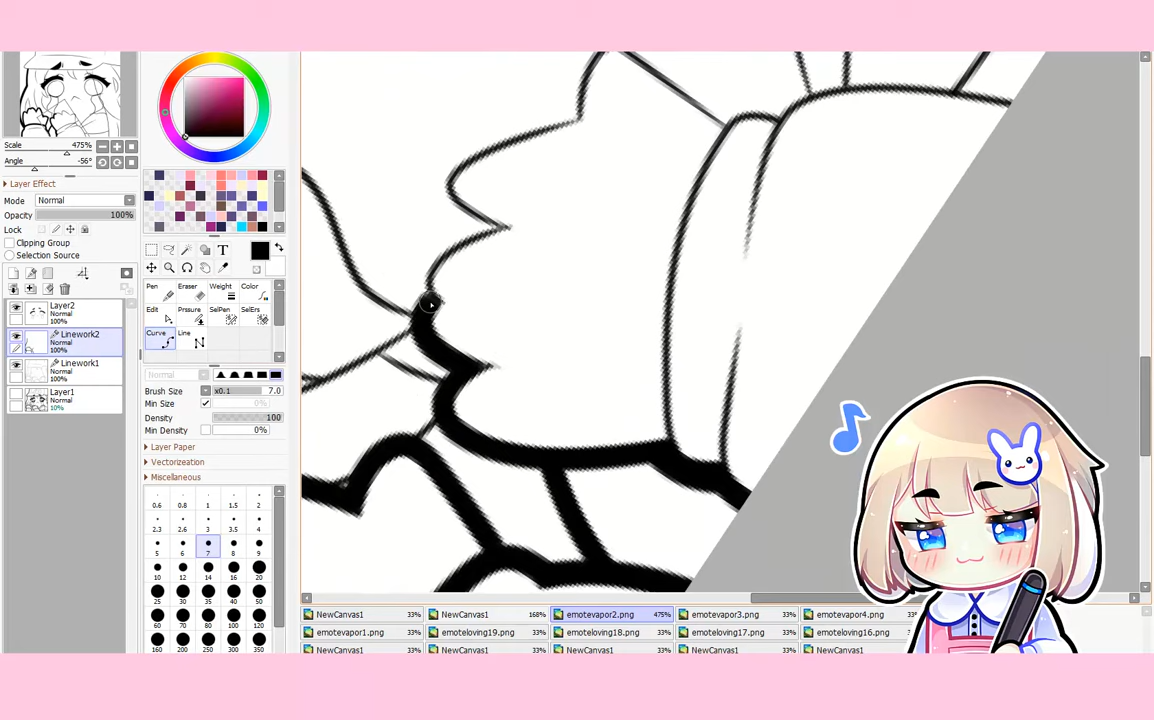 Scale 475%
Angle -56°
Layer Effect
Mode Normal
Opacity 100%
Lock
Clipping Group
Selection Source
Layer2
Normal
100%
Linework2
Normal
100%
Linework1
Normal
100%
Layer1
Normal
10%
T
Pen Eraser Weight Color
Edit Prssure SelPen SelErs
Curve Line
Normal
Brush Size x0.1 7.0
Min Size 0%
Density 100
Min Density 0%
Layer Paper
Vectorization
Miscellaneous
0.6 0.8 1 1.5 2
2.3 2.6 3 3.5 4
5 6 7 8 9
10 12 14 16 20
25 30 35 40 50
60 70 80 100 120
160 200 250 300 350
NewCanvas1 33% NewCanvas1 168% emotevapor2.png 475% emotevapor3.png 33% emotevapor4.png
emotevapor1.png 33% emoteloving19.png 33% emoteloving18.png 33% emoteloving17.png 33% emoteloving16.png
NewCanvas1 33% NewCanvas1 33% NewCanvas1 33% NewCanvas1 33% NewCanvas1